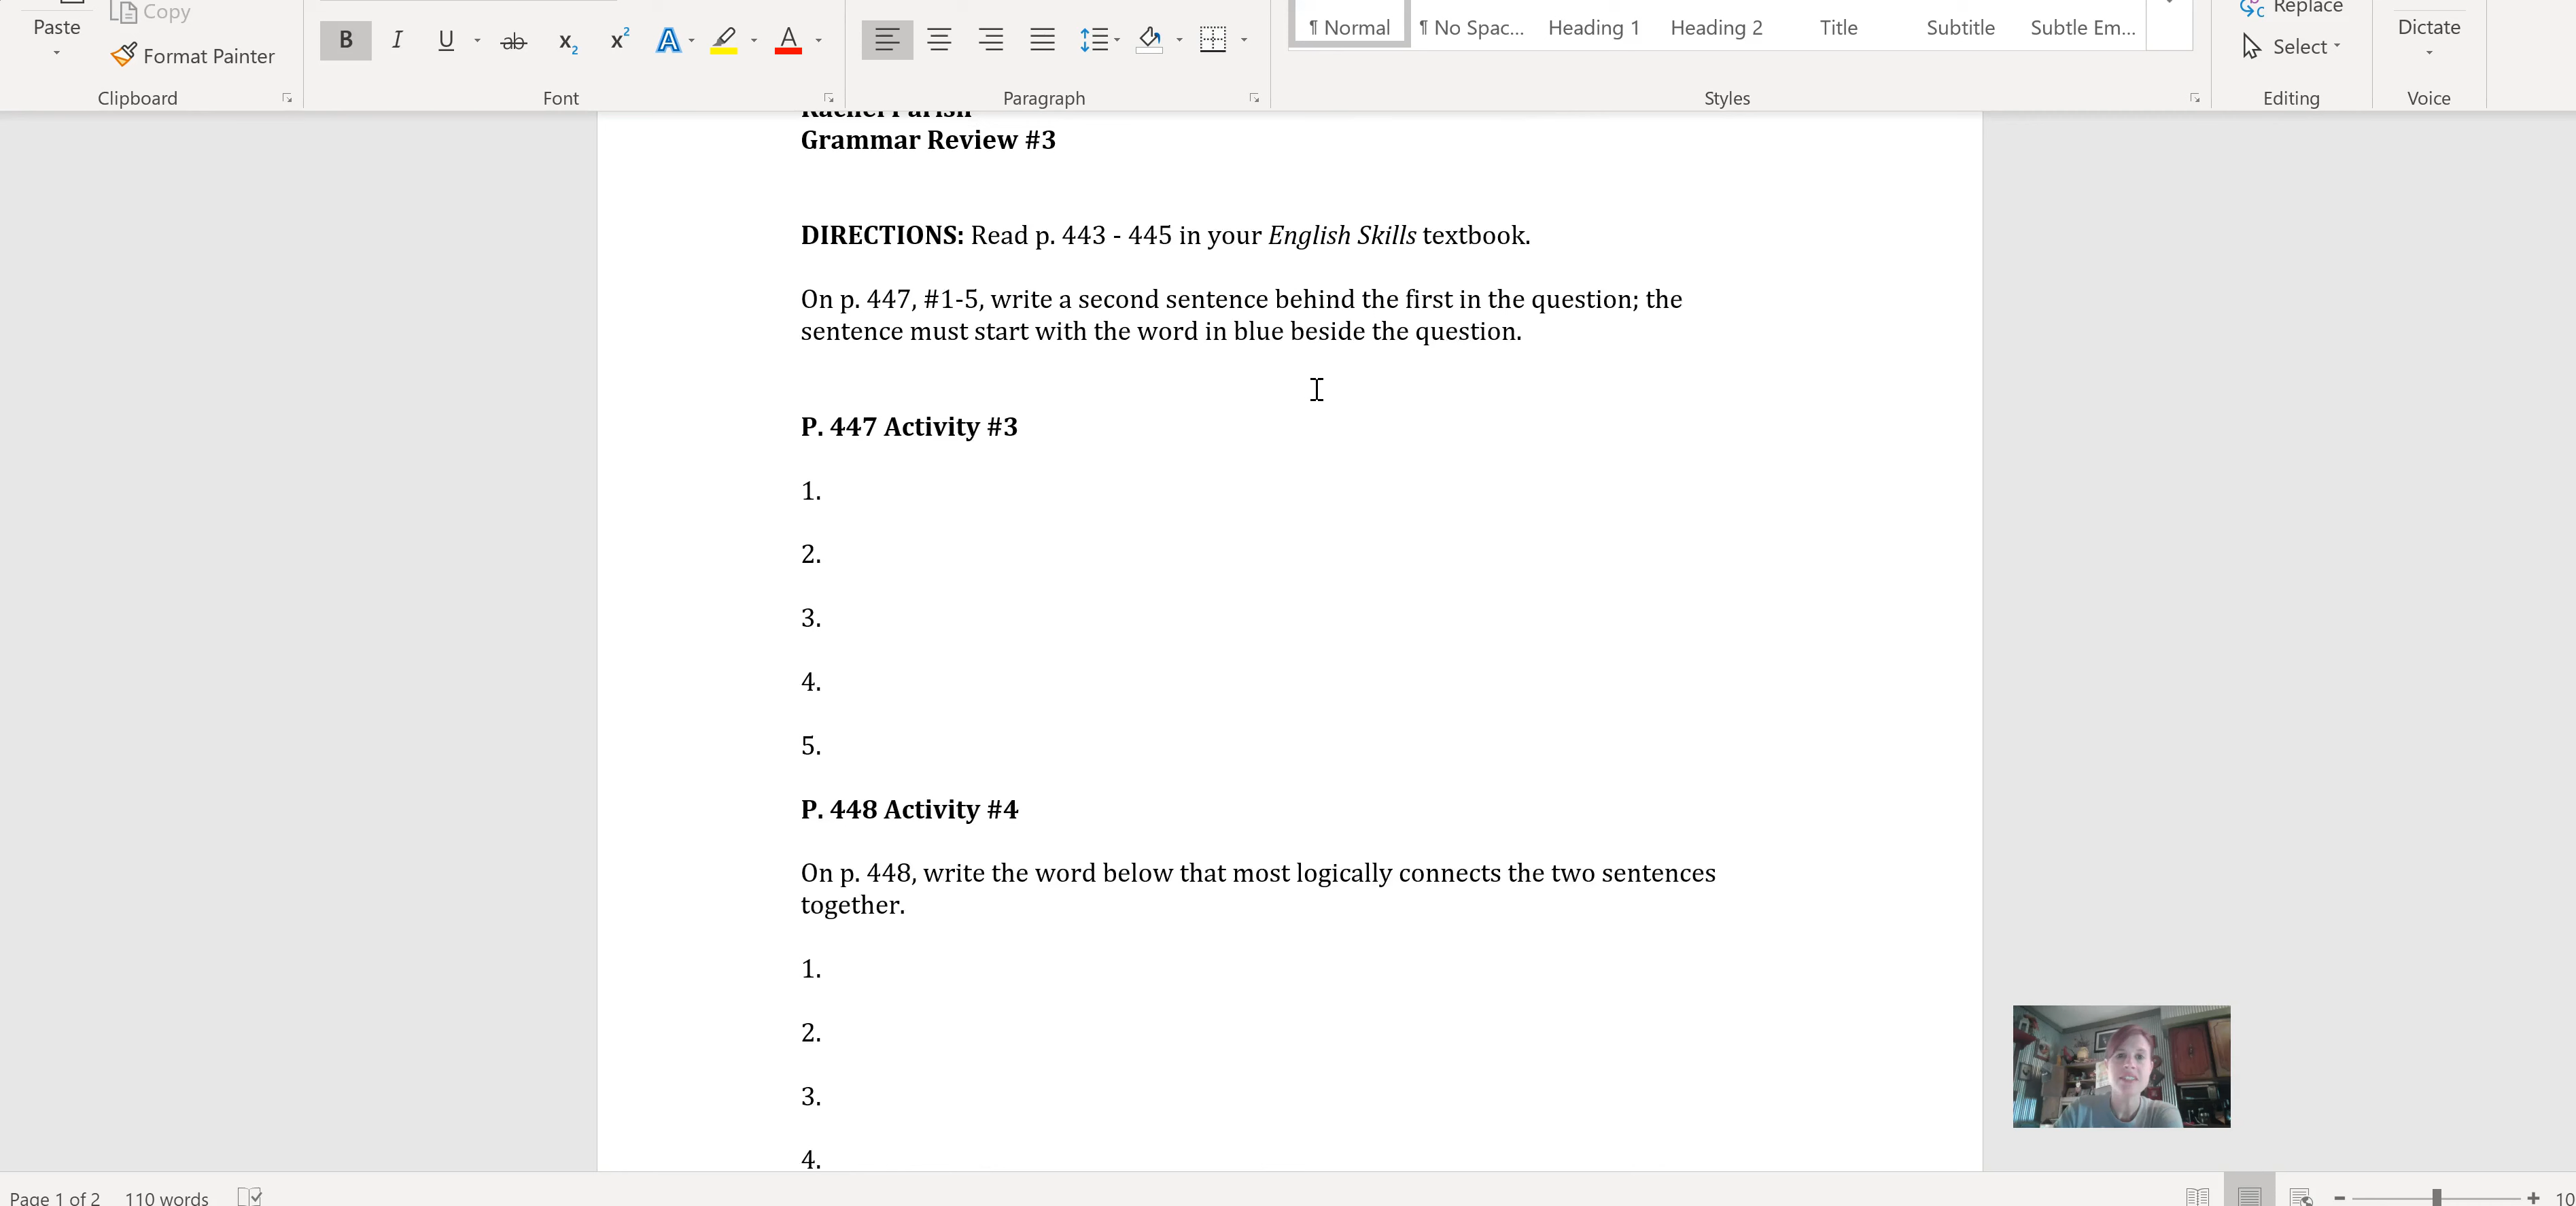 Copy
Paste
Format Painter
Clipboard
B I U ab x2 x2 A A
Font
Paragraph
¶ Normal ¶ No Spac... Heading 1 Heading 2 Title Subtitle Subtle Em...
Styles
Replace
Select
Editing
Dictate
Voice
Rachel Parish
Grammar Review #3
DIRECTIONS: Read p. 443 - 445 in your English Skills textbook.
On p. 447, #1-5, write a second sentence behind the first in the question; the
sentence must start with the word in blue beside the question.
P. 447 Activity #3
1.
2.
3.
4.
5.
P. 448 Activity #4
On p. 448, write the word below that most logically connects the two sentences
together.
1.
2.
3.
4.
Page 1 of 2 110 words
10